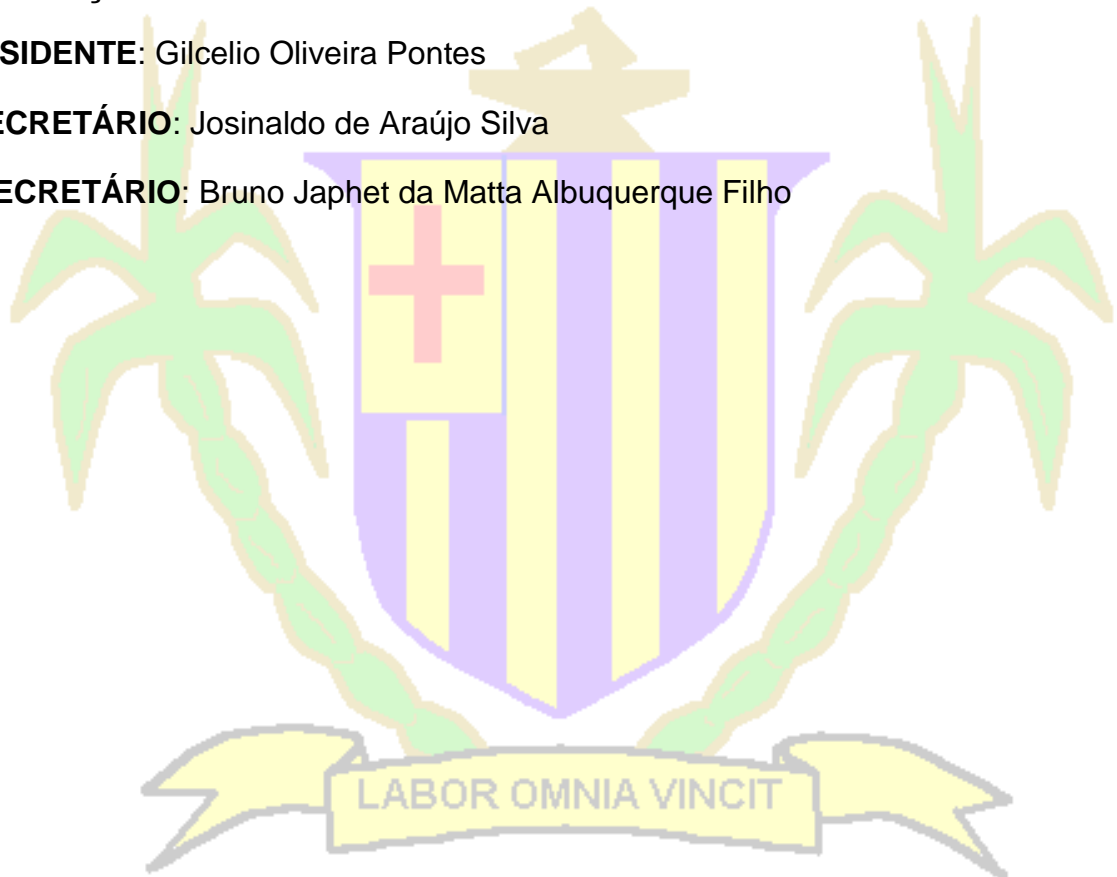 SIDENTE: Gilcelio Oliveira Pontes
ECRETÁRIO: Josinaldo de Araújo Silva
ECRETÁRIO: Bruno Japhet da Matta Albuquerque Filho
LABOR OMNIA VINCIT